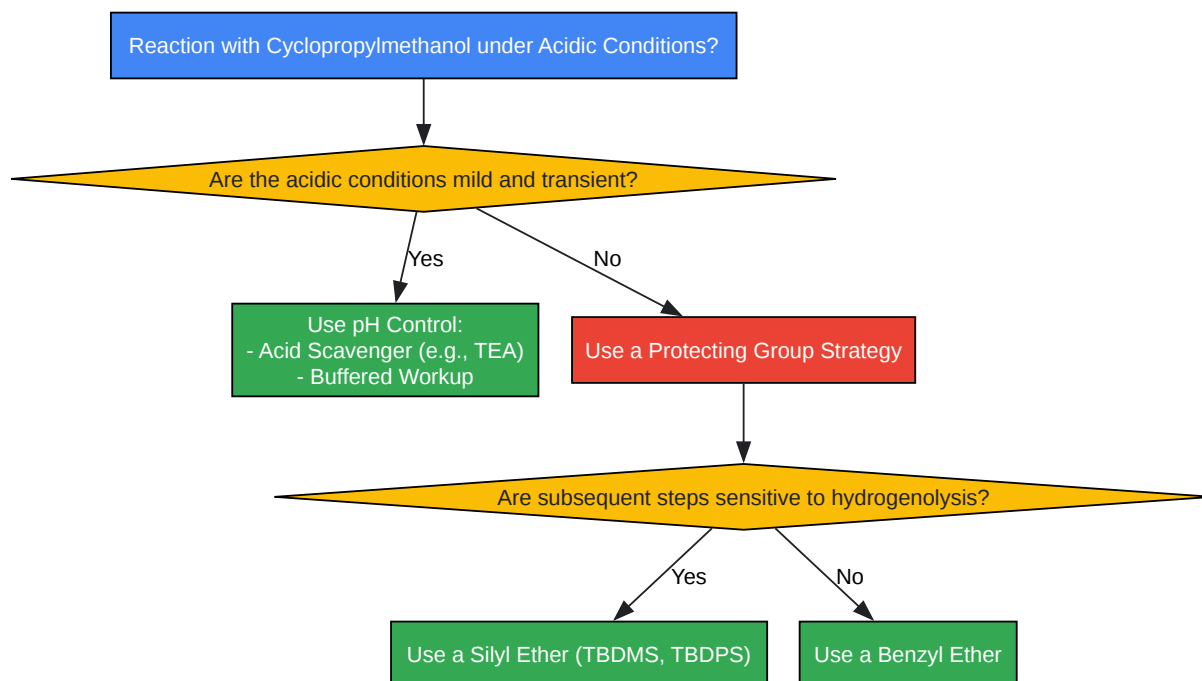 Reaction with Cyclopropylmethanol under Acidic Conditions?
Are the acidic conditions mild and transient?
Yes
No
Use pH Control:
- Acid Scavenger (e.g., TEA)
- Buffered Workup
Use a Protecting Group Strategy
Are subsequent steps sensitive to hydrogenolysis?
Yes
No
Use a Silyl Ether (TBDMS, TBDPS)
Use a Benzyl Ether